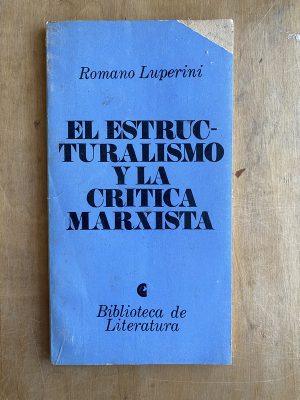 Romano Luperini
EL ESTRUC-
TURALISMO
Y LA
CRITICA
MARXISTA
Biblioteca de
Literatura